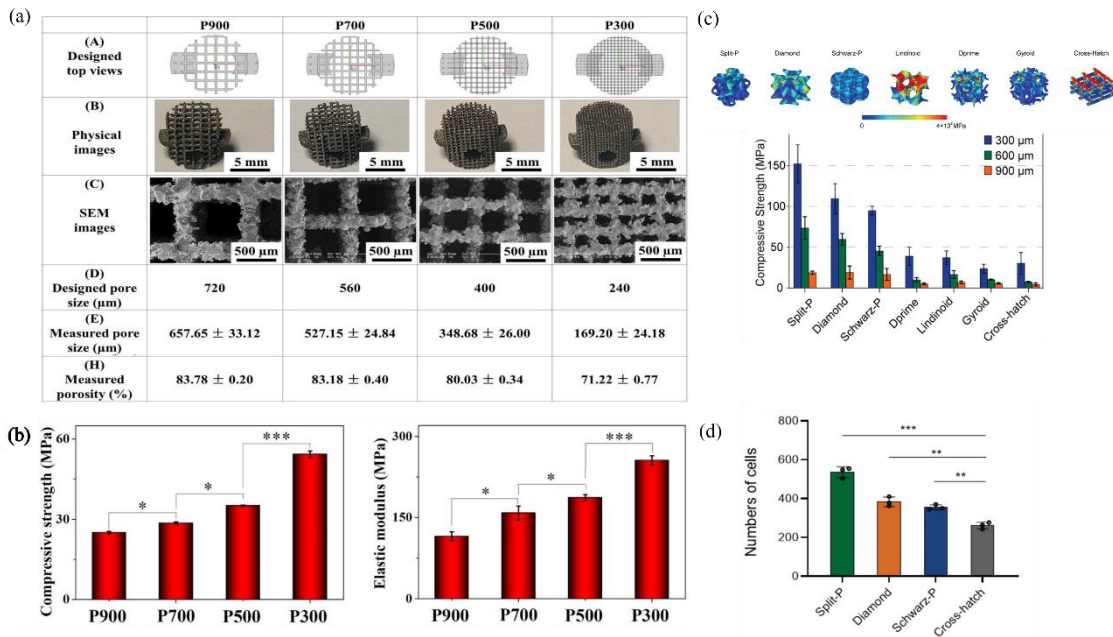 (a)
P900 P700 P500 P300
(A)
Designed
top views
(B)
Physical
images
5 mm 5 mm 5 mm 5 mm
(C)
SEM
images
500 μm 500 μm 500 μm 500 μm
(D)
Designed pore
size (μm)
720 560 400 240
(E)
Measured pore
size (μm)
657.65 ± 33.12 527.15 ± 24.84 348.68 ± 26.00 169.20 ± 24.18
(H)
Measured
porosity (%)
83.78 ± 0.20 83.18 ± 0.40 80.03 ± 0.34 71.22 ± 0.77
(b)
Compressive strength (MPa)
60
30
0
* * ***
P900 P700 P500 P300
Elastic modulus (MPa)
300
150
0
* * ***
P900 P700 P500 P300
(c)
Split-P Diamond Schwarz-P Lindinoid Dprime Gyroid Cross-Hatch
0 4×10⁴MPa
Compressive Strength (MPa)
150
100
50
0
300 μm
600 μm
900 μm
Split-P Diamond Schwarz-P Dprime Lindinoid Gyroid Cross-hatch
(d)
Numbers of cells
800
600
400
200
0
***
**
**
Split-P Diamond Schwarz-P Cross-hatch